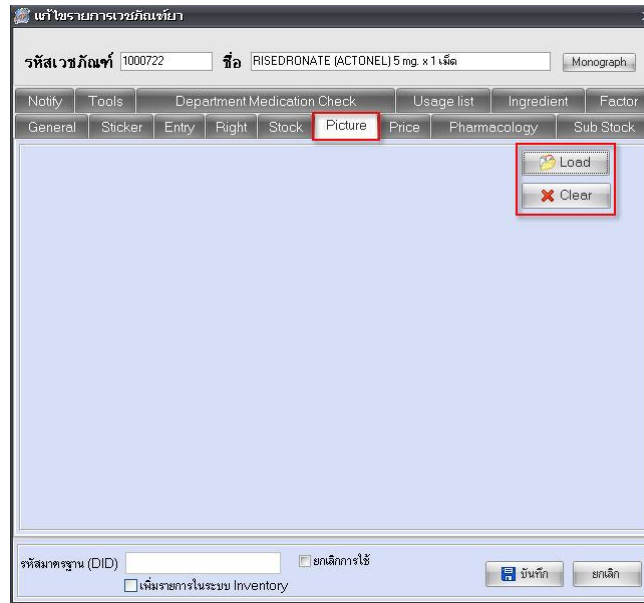 แก้ไขรายการเวชภัณฑ์ยา
รหัสเวชภัณฑ์ 1000722 ชื่อ RISEDRONATE (ACTONEL) 5 mg. x 1 เม็ด Monograph
Notify Tools Department Medication Check Usage list Ingredient Factor
General Sticker Entry Right Stock Picture Price Pharmacology Sub Stock
Load
Clear
รหัสมาตรฐาน (DID) ยกเลิกการใช้
เพิ่มรายการในระบบ Inventory บันทึก ยกเลิก